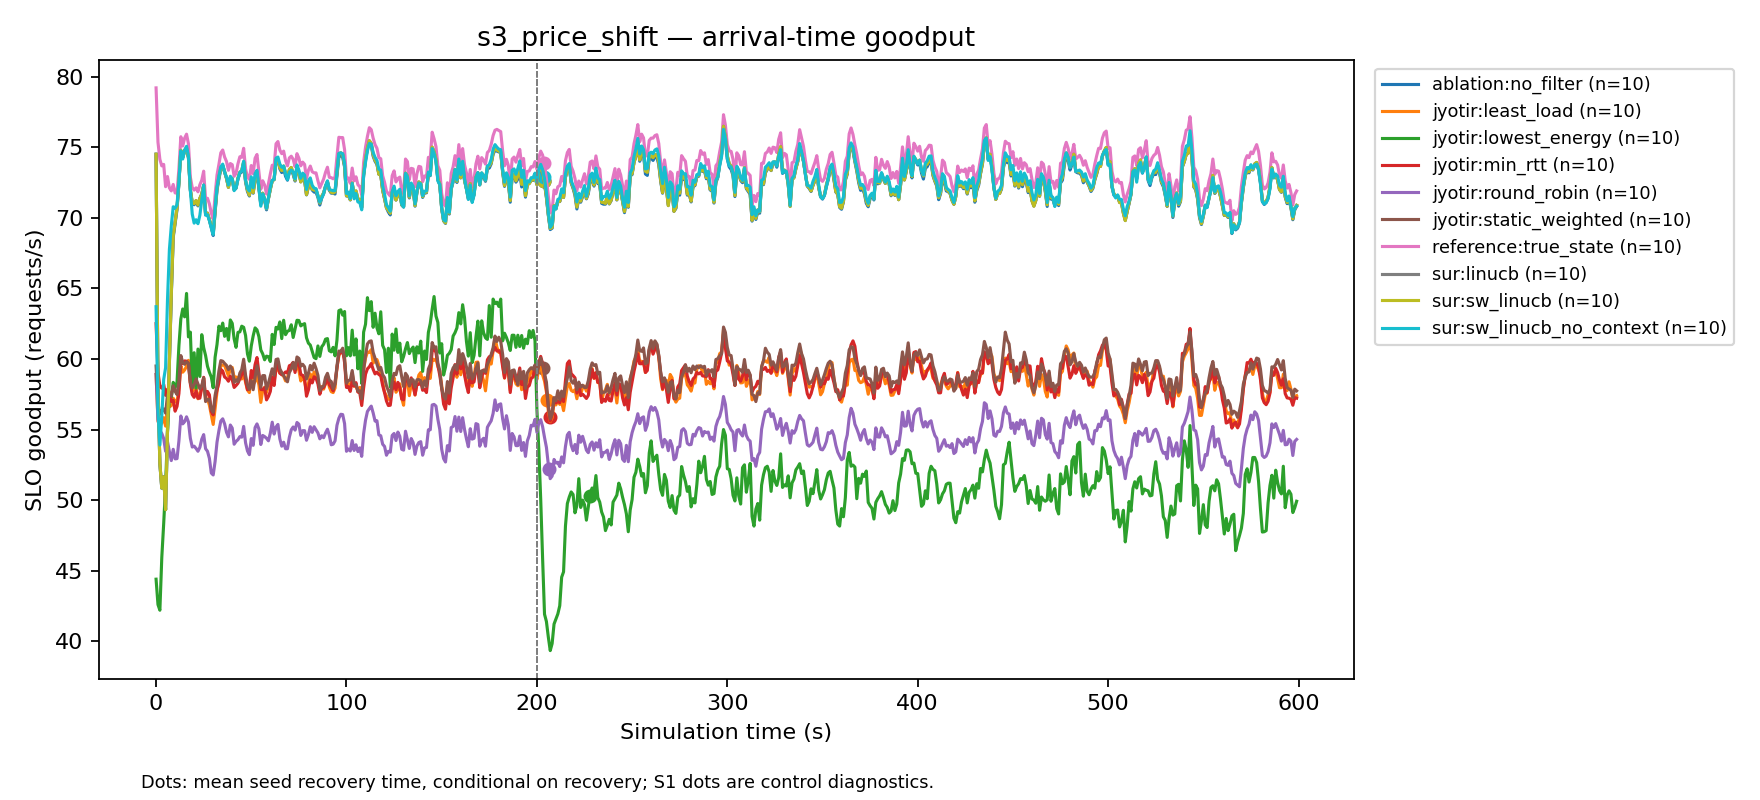 s3_price_shift — arrival-time goodput
SLO goodput (requests/s)
80
75
70
65
60
55
50
45
40
0
100
200
300
400
500
600
Simulation time (s)
ablation:no_filter (n=10)
jyotir:least_load (n=10)
jyotir:lowest_energy (n=10)
jyotir:min_rtt (n=10)
jyotir:round_robin (n=10)
jyotir:static_weighted (n=10)
reference:true_state (n=10)
sur:linucb (n=10)
sur:sw_linucb (n=10)
sur:sw_linucb_no_context (n=10)
Dots: mean seed recovery time, conditional on recovery; S1 dots are control diagnostics.